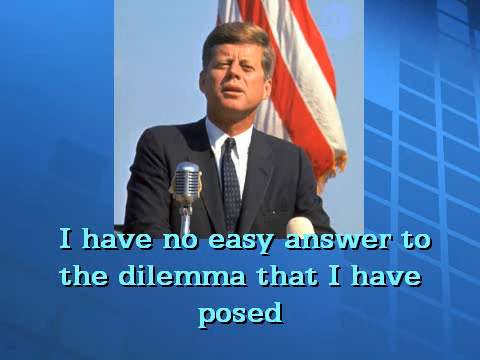 I have no easy answer to
the dilemma that I have
posed